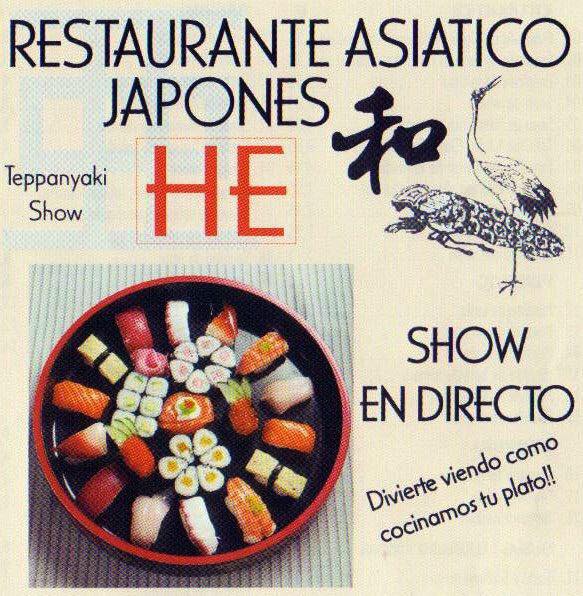 RESTAURANTE ASIATICO
JAPONES
和
Teppanyaki
Show
HE
SHOW
EN DIRECTO
Divierte viendo como
cocinamos tu plato!!